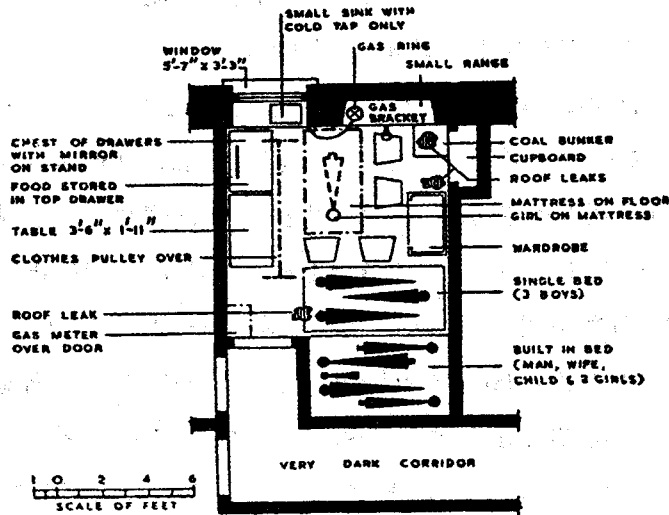 SMALL SINK WITH
COLD TAP ONLY
GAS RING
WINDOW
5'-7" x 3'-3"
SMALL RANGE
GAS
BRACKET
CHEST OF DRAWERS
WITH MIRROR
ON STAND
FOOD STORED
IN TOP DRAWER
TABLE 3'-6" x 1'-11"
CLOTHES PULLEY OVER
ROOF LEAK
GAS METER
OVER DOOR
COAL BUNKER
CUPBOARD
ROOF LEAKS
MATTRESS ON FLOOR
GIRL ON MATTRESS
WARDROBE
SINGLE BED
(3 BOYS)
BUILT IN BED
(MAN, WIFE,
CHILD & 2 GIRLS)
VERY DARK CORRIDOR
1 0 2 4 6
SCALE OF FEET